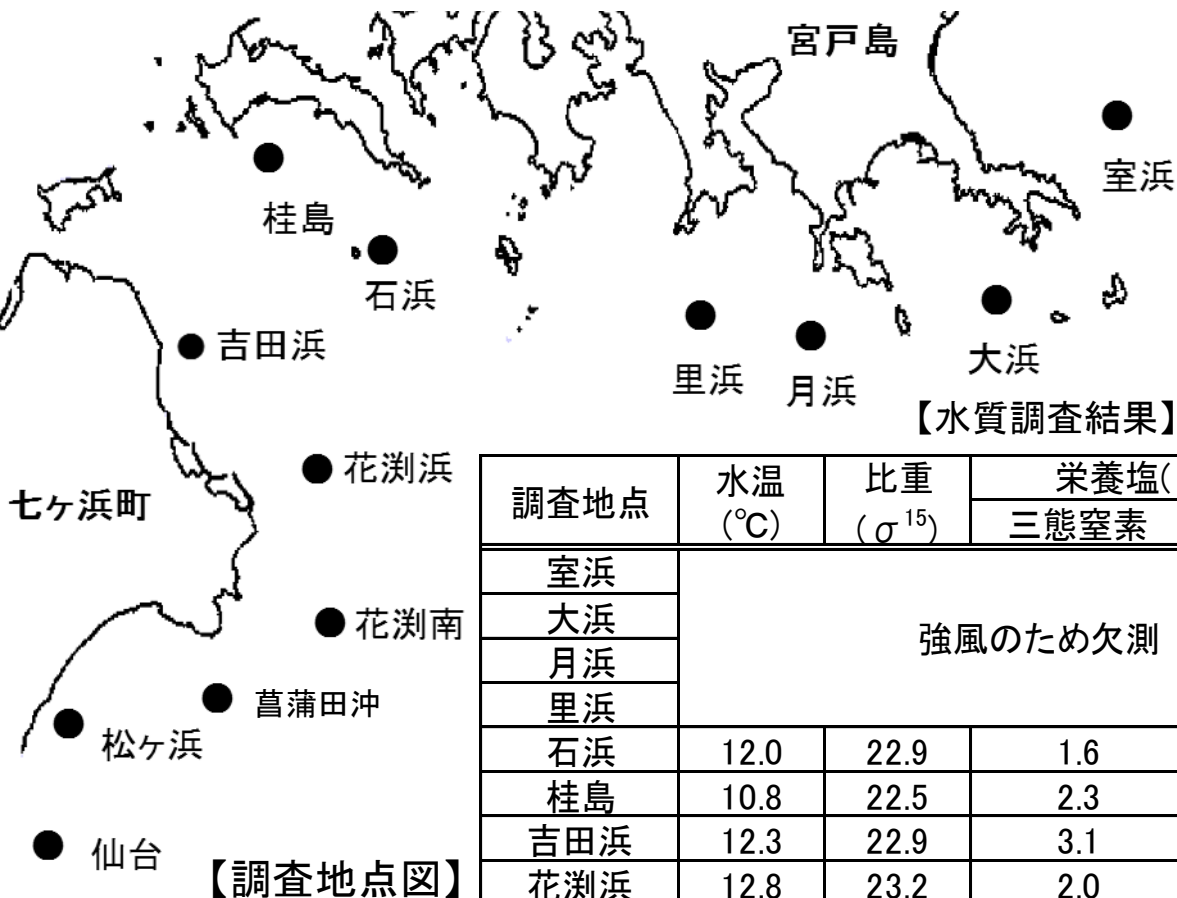 宮戸島
室浜
桂島
石浜
吉田浜
里浜
月浜
大浜
【水質調査結果】
花渕浜
七ヶ浜町
花渕南
菖蒲田沖
松ヶ浜
仙台
【調査地点図】
調査地点 水温 (℃) 比重 (σ15) 栄養塩(
三態窒素
室浜 強風のため欠測
大浜
月浜
里浜
石浜 12.0 22.9 1.6
桂島 10.8 22.5 2.3
吉田浜 12.3 22.9 3.1
花渕浜 12.8 23.2 2.0